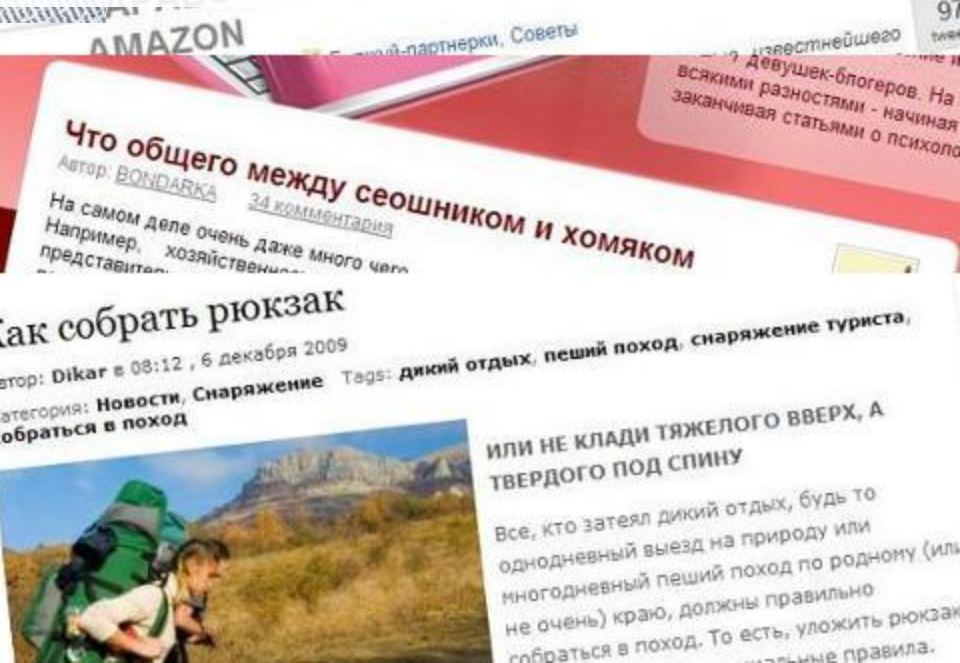 AMAZON
партнерки, Советы
97
известнейшего
девушек-блогеров. На
всякими разностями - начиная
заканчивая статьями о
Что общего между сеошником и хомяком
Автор: BONDARKA 34 комментария
На самом деле очень даже много чего
Например,
Как собрать рюкзак
Dikar в 08:12 , 6 декабря 2009
Новости, Снаряжение Tags: дикий отдых, пеший поход, снаряжение туриста,
собраться в поход
ИЛИ НЕ КЛАДИ ТЯЖЕЛОГО ВВЕРХ, А
ТВЕРДОГО ПОД СПИНУ
Все, кто затеял дикий отдых, будь то
однодневный выезд на природу или
многодневный пеший поход по родному (или
не очень) краю, должны правильно
собраться в поход. То есть, уложить рюкзак
правила.